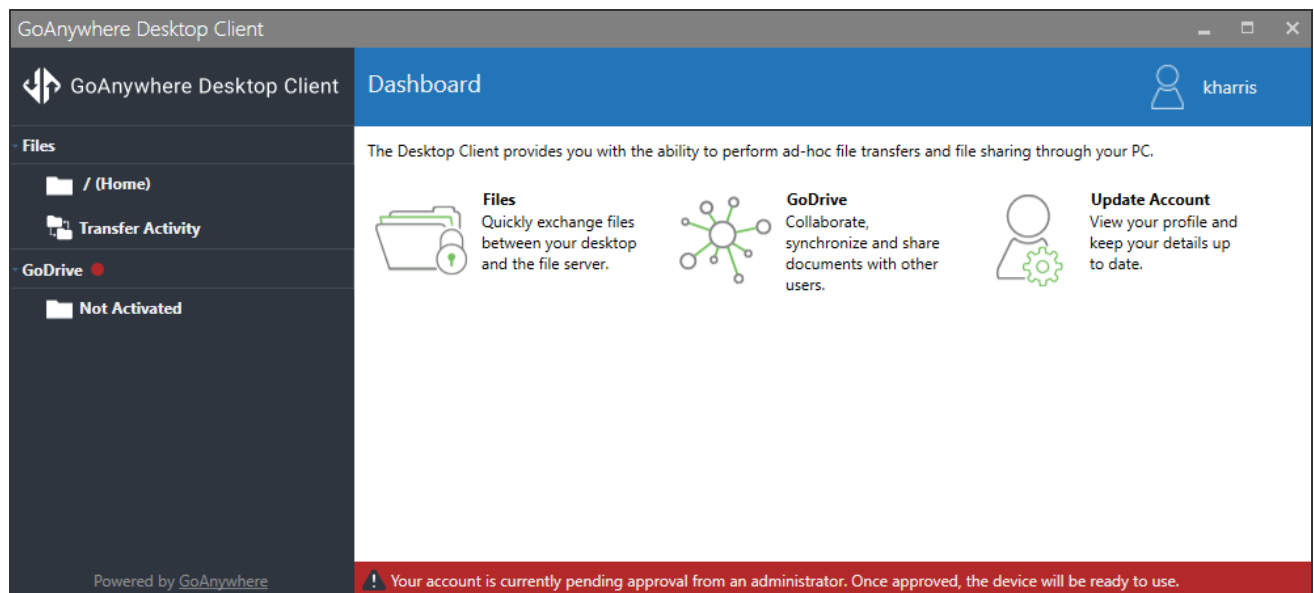 GoAnywhere Desktop Client
GoAnywhere Desktop Client
Dashboard
kharris
Files
/ (Home)
Transfer Activity
GoDrive
Not Activated
The Desktop Client provides you with the ability to perform ad-hoc file transfers and file sharing through your PC.
Files
Quickly exchange files
between your desktop
and the file server.
GoDrive
Collaborate,
synchronize and share
documents with other
users.
Update Account
View your profile and
keep your details up
to date.
Powered by GoAnywhere
Your account is currently pending approval from an administrator. Once approved, the device will be ready to use.